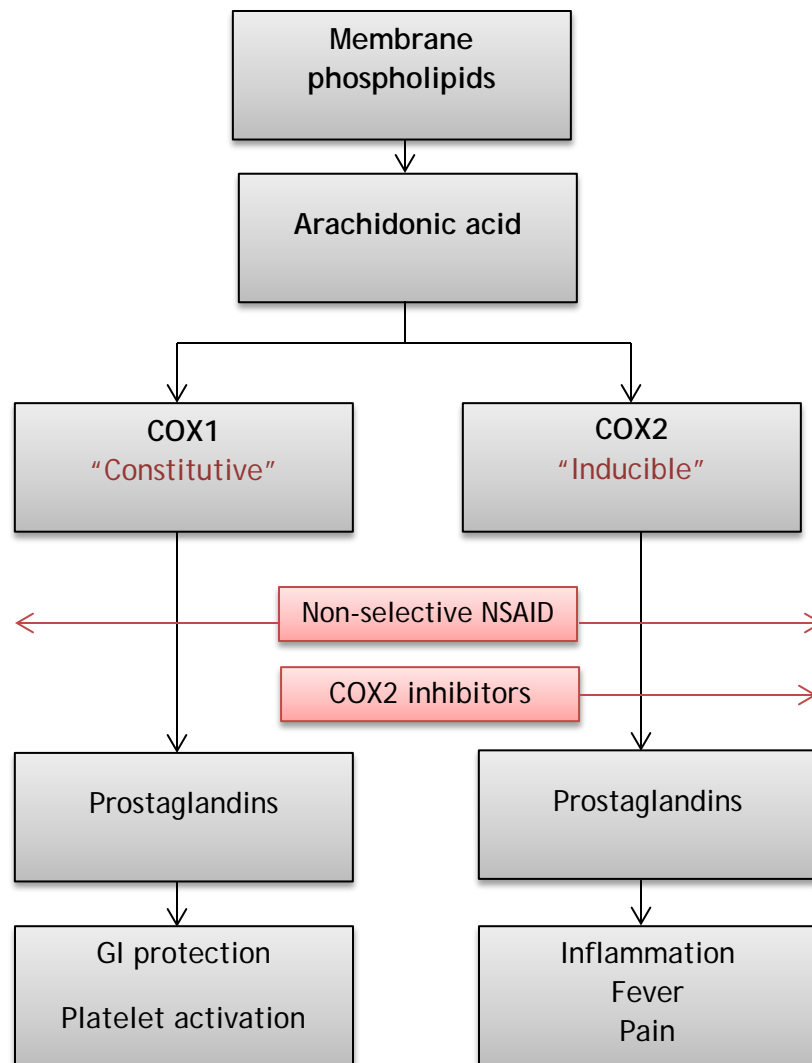 Membrane
phospholipids
Arachidonic acid
COX1
“Constitutive”
COX2
“Inducible”
Non-selective NSAID
COX2 inhibitors
Prostaglandins
Prostaglandins
GI protection
Platelet activation
Inflammation
Fever
Pain